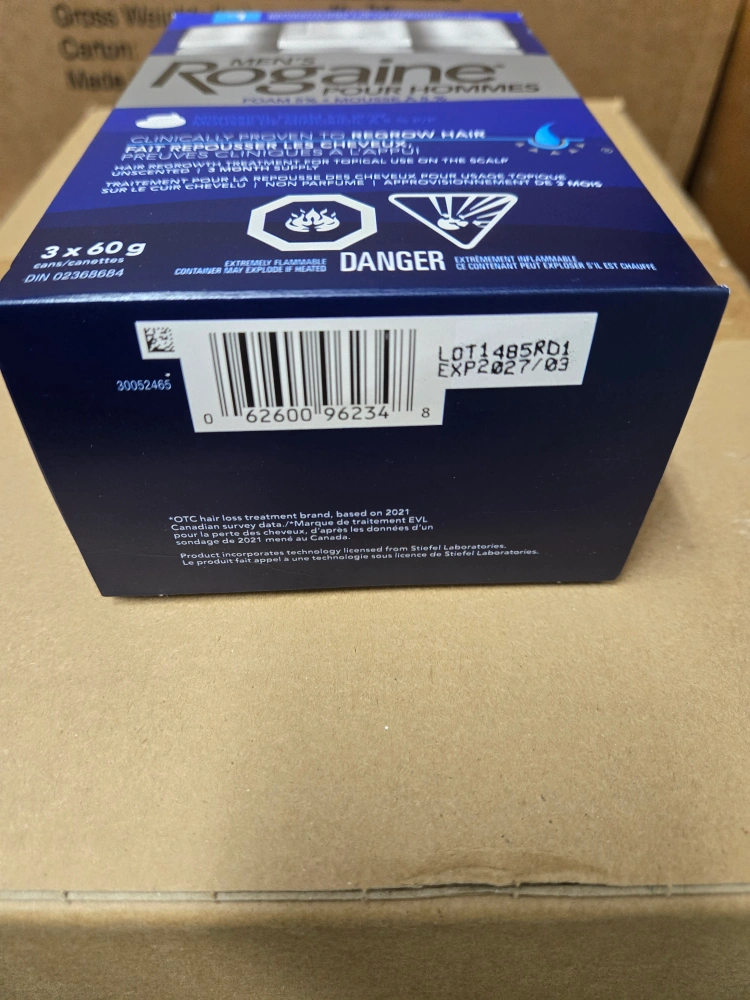 Gross Weight
Carton:
Made
MEN'S
Rogaine
POUR HOMMES
FOAM 5% • MOUSSE À 5 %
CLINICALLY PROVEN TO REGROW HAIR
FAIT REPOUSSER LES CHEVEUX,
PREUVES CLINIQUES À L'APPUI
HAIR REGROWTH TREATMENT FOR TOPICAL USE ON THE SCALP
UNSCENTED | 3 MONTH SUPPLY
TRAITEMENT POUR LA REPOUSSE DES CHEVEUX POUR USAGE TOPIQUE
SUR LE CUIR CHEVELU | NON PARFUMÉ | APPROVISIONNEMENT DE 3 MOIS
3 x 60 g
cans/canettes
DIN 02368684
EXTREMELY FLAMMABLE
CONTAINER MAY EXPLODE IF HEATED
DANGER
EXTRÊMEMENT INFLAMMABLE
CE CONTENANT PEUT EXPLOSER S'IL EST CHAUFFÉ
30052465
0 62600 96234 8
LOT1485RD1
EXP2027/03
*OTC hair loss treatment brand, based on 2021
Canadian survey data./*Marque de traitement EVL
pour la perte des cheveux, d'après les données d'un
sondage de 2021 mené au Canada.
Product incorporates technology licensed from Stiefel Laboratories.
Le produit fait appel à une technologie sous licence de Stiefel Laboratories.